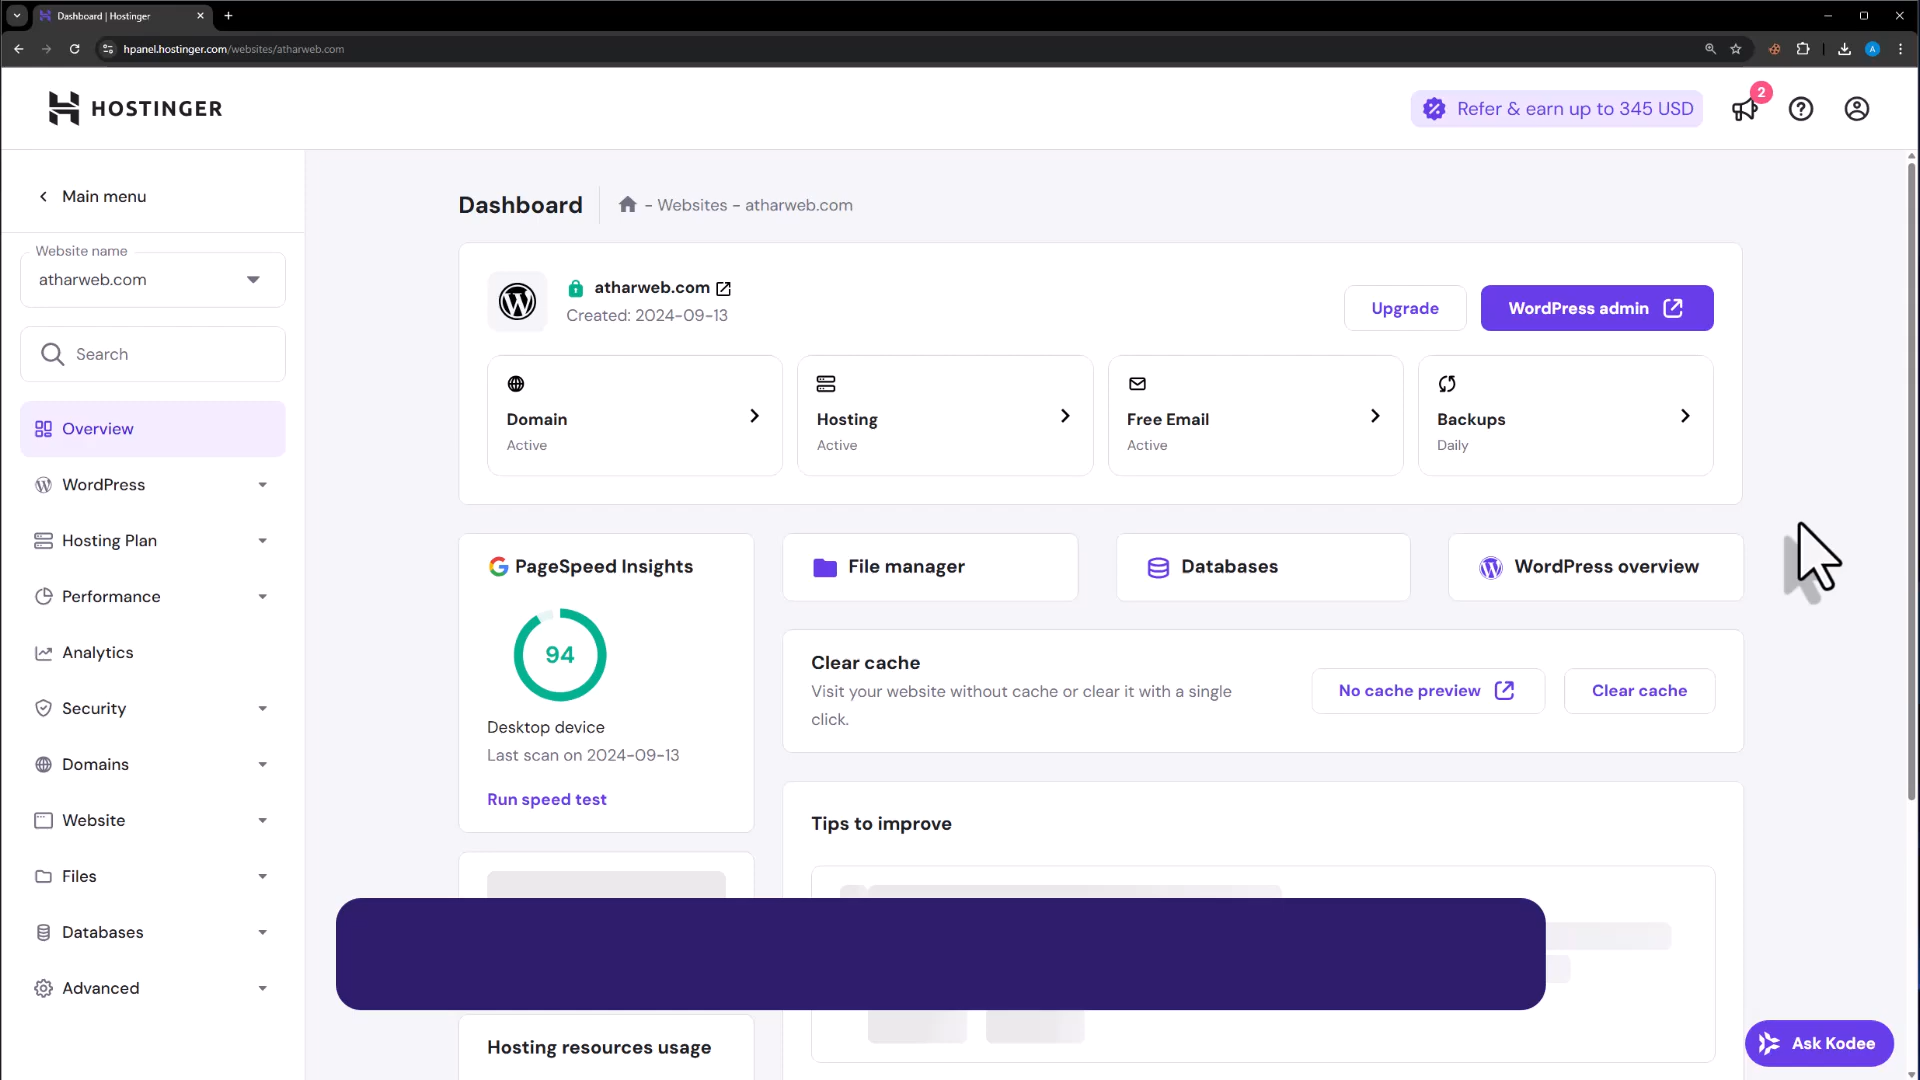 Dashboard | Hostinger
hpanel.hostinger.com/websites/atharweb.com
A
HOSTINGER
Refer & earn up to 345 USD
2
Main menu
Website name
atharweb.com
Search
Overview
WordPress
Hosting Plan
Performance
Analytics
Security
Domains
Website
Files
Databases
Advanced
Dashboard
- Websites - atharweb.com
atharweb.com
Created: 2024-09-13
Upgrade
WordPress admin
Domain
Active
Hosting
Active
Free Email
Active
Backups
Daily
PageSpeed Insights
94
Desktop device
Last scan on 2024-09-13
Run speed test
File manager
Databases
WordPress overview
Clear cache
Visit your website without cache or clear it with a single
click.
No cache preview
Clear cache
Tips to improve
Hosting resources usage
Ask Kodee